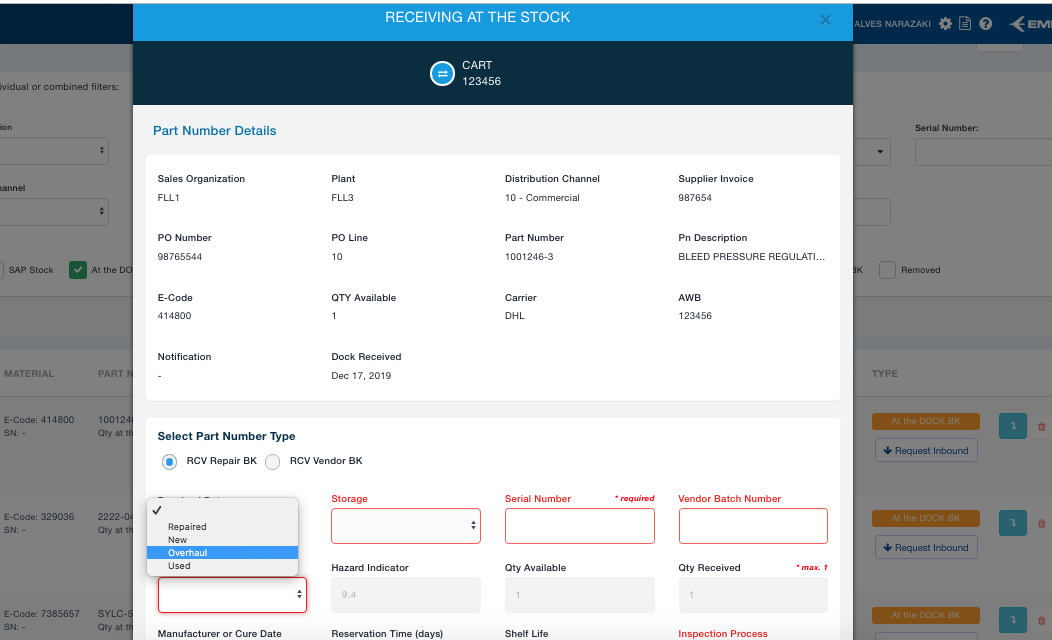 RECEIVING AT THE STOCK
ALVES NARAZAKI
CART
123456
Part Number Details
Sales Organization
FLL1
Plant
FLL3
Distribution Channel
10 - Commercial
Supplier Invoice
987654
PO Number
98765544
PO Line
10
Part Number
1001246-3
Pn Description
BLEED PRESSURE REGULATI...
E-Code
414800
QTY Available
1
Carrier
DHL
AWB
123456
Notification
-
Dock Received
Dec 17, 2019
Select Part Number Type
RCV Repair BK
RCV Vendor BK
Repaired
New
Overhaul
Used
Storage
Serial Number
* required
Vendor Batch Number
Hazard Indicator
9.4
Qty Available
1
Qty Received
* max. 1
1
Manufacturer or Cure Date
Reservation Time (days)
Shelf Life
Inspection Process
or combined filters:
Serial Number:
SAP Stock
At the DO
BK
Removed
MATERIAL
PART N
TYPE
E-Code: 414800
SN: -
100124
Qty at th
At the DOCK BK
Request Inbound
E-Code: 329036
SN: -
2222-04
Qty at th
At the DOCK BK
Request Inbound
E-Code: 7385657
SN: -
SYLC-5
Qty at th
At the DOCK BK